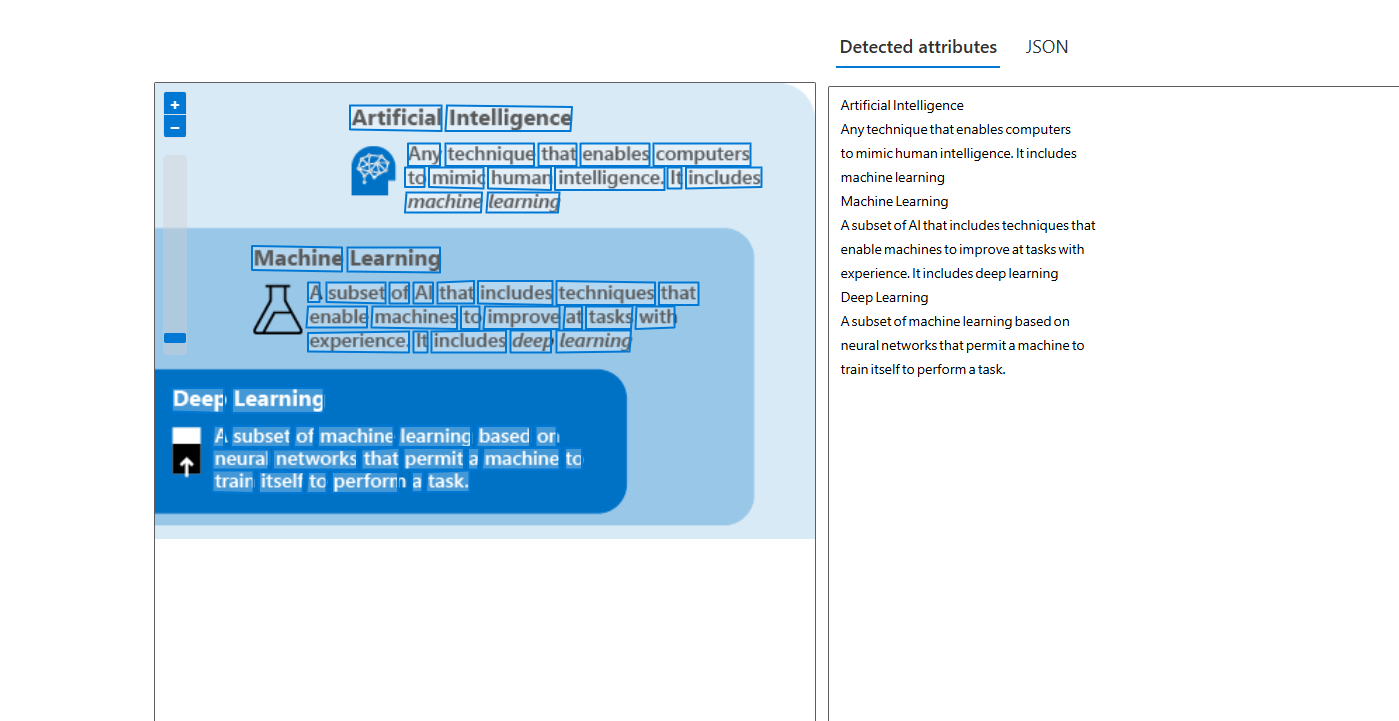 Detected attributes JSON
+
−
Artificial Intelligence
Any technique that enables computers
to mimic human intelligence. It includes
machine learning
Machine Learning
A subset of AI that includes techniques that
enable machines to improve at tasks with
experience. It includes deep learning
Deep Learning
A subset of machine learning based on
neural networks that permit a machine to
train itself to perform a task.
Artificial Intelligence
Any technique that enables computers
to mimic human intelligence. It includes
machine learning
Machine Learning
A subset of AI that includes techniques that
enable machines to improve at tasks with
experience. It includes deep learning
Deep Learning
A subset of machine learning based on
neural networks that permit a machine to
train itself to perform a task.